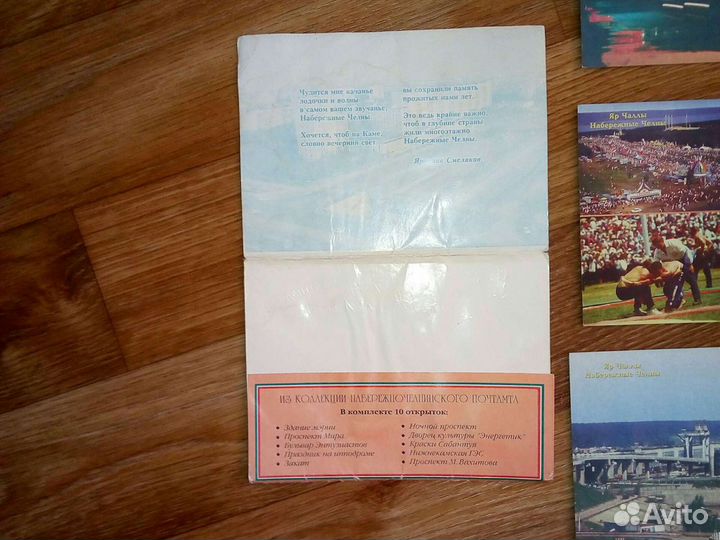 Чудится мне качанье
лодочки и волны
в самом вашем звучанье,
Набережные Челны.
Хочется, чтоб на Каме,
словно вечерний свет
вы сохранили память
прожитых нами лет.
Это ведь крайне важно,
чтоб в глубине страны
жили многоэтажно
Набережные Челны.
Ярослав Смеляков
ИЗ КОЛЛЕКЦИИ НАБЕРЕЖНОЧЕЛНИНСКОГО ПОЧТАМТА
В комплекте 10 открыток:
• Здание мэрии
• Проспект Мира
• Бульвар Энтузиастов
• Праздник на ипподроме
• Закат
• Ночной проспект
• Дворец культуры "Энергетик"
• Краски Сабантуя
• Нижнекамская ГЭС
• Проспект М. Вахитова
Яр Чаллы
Набережные Челны
Яр Чаллы
Набережные Челны
Avito